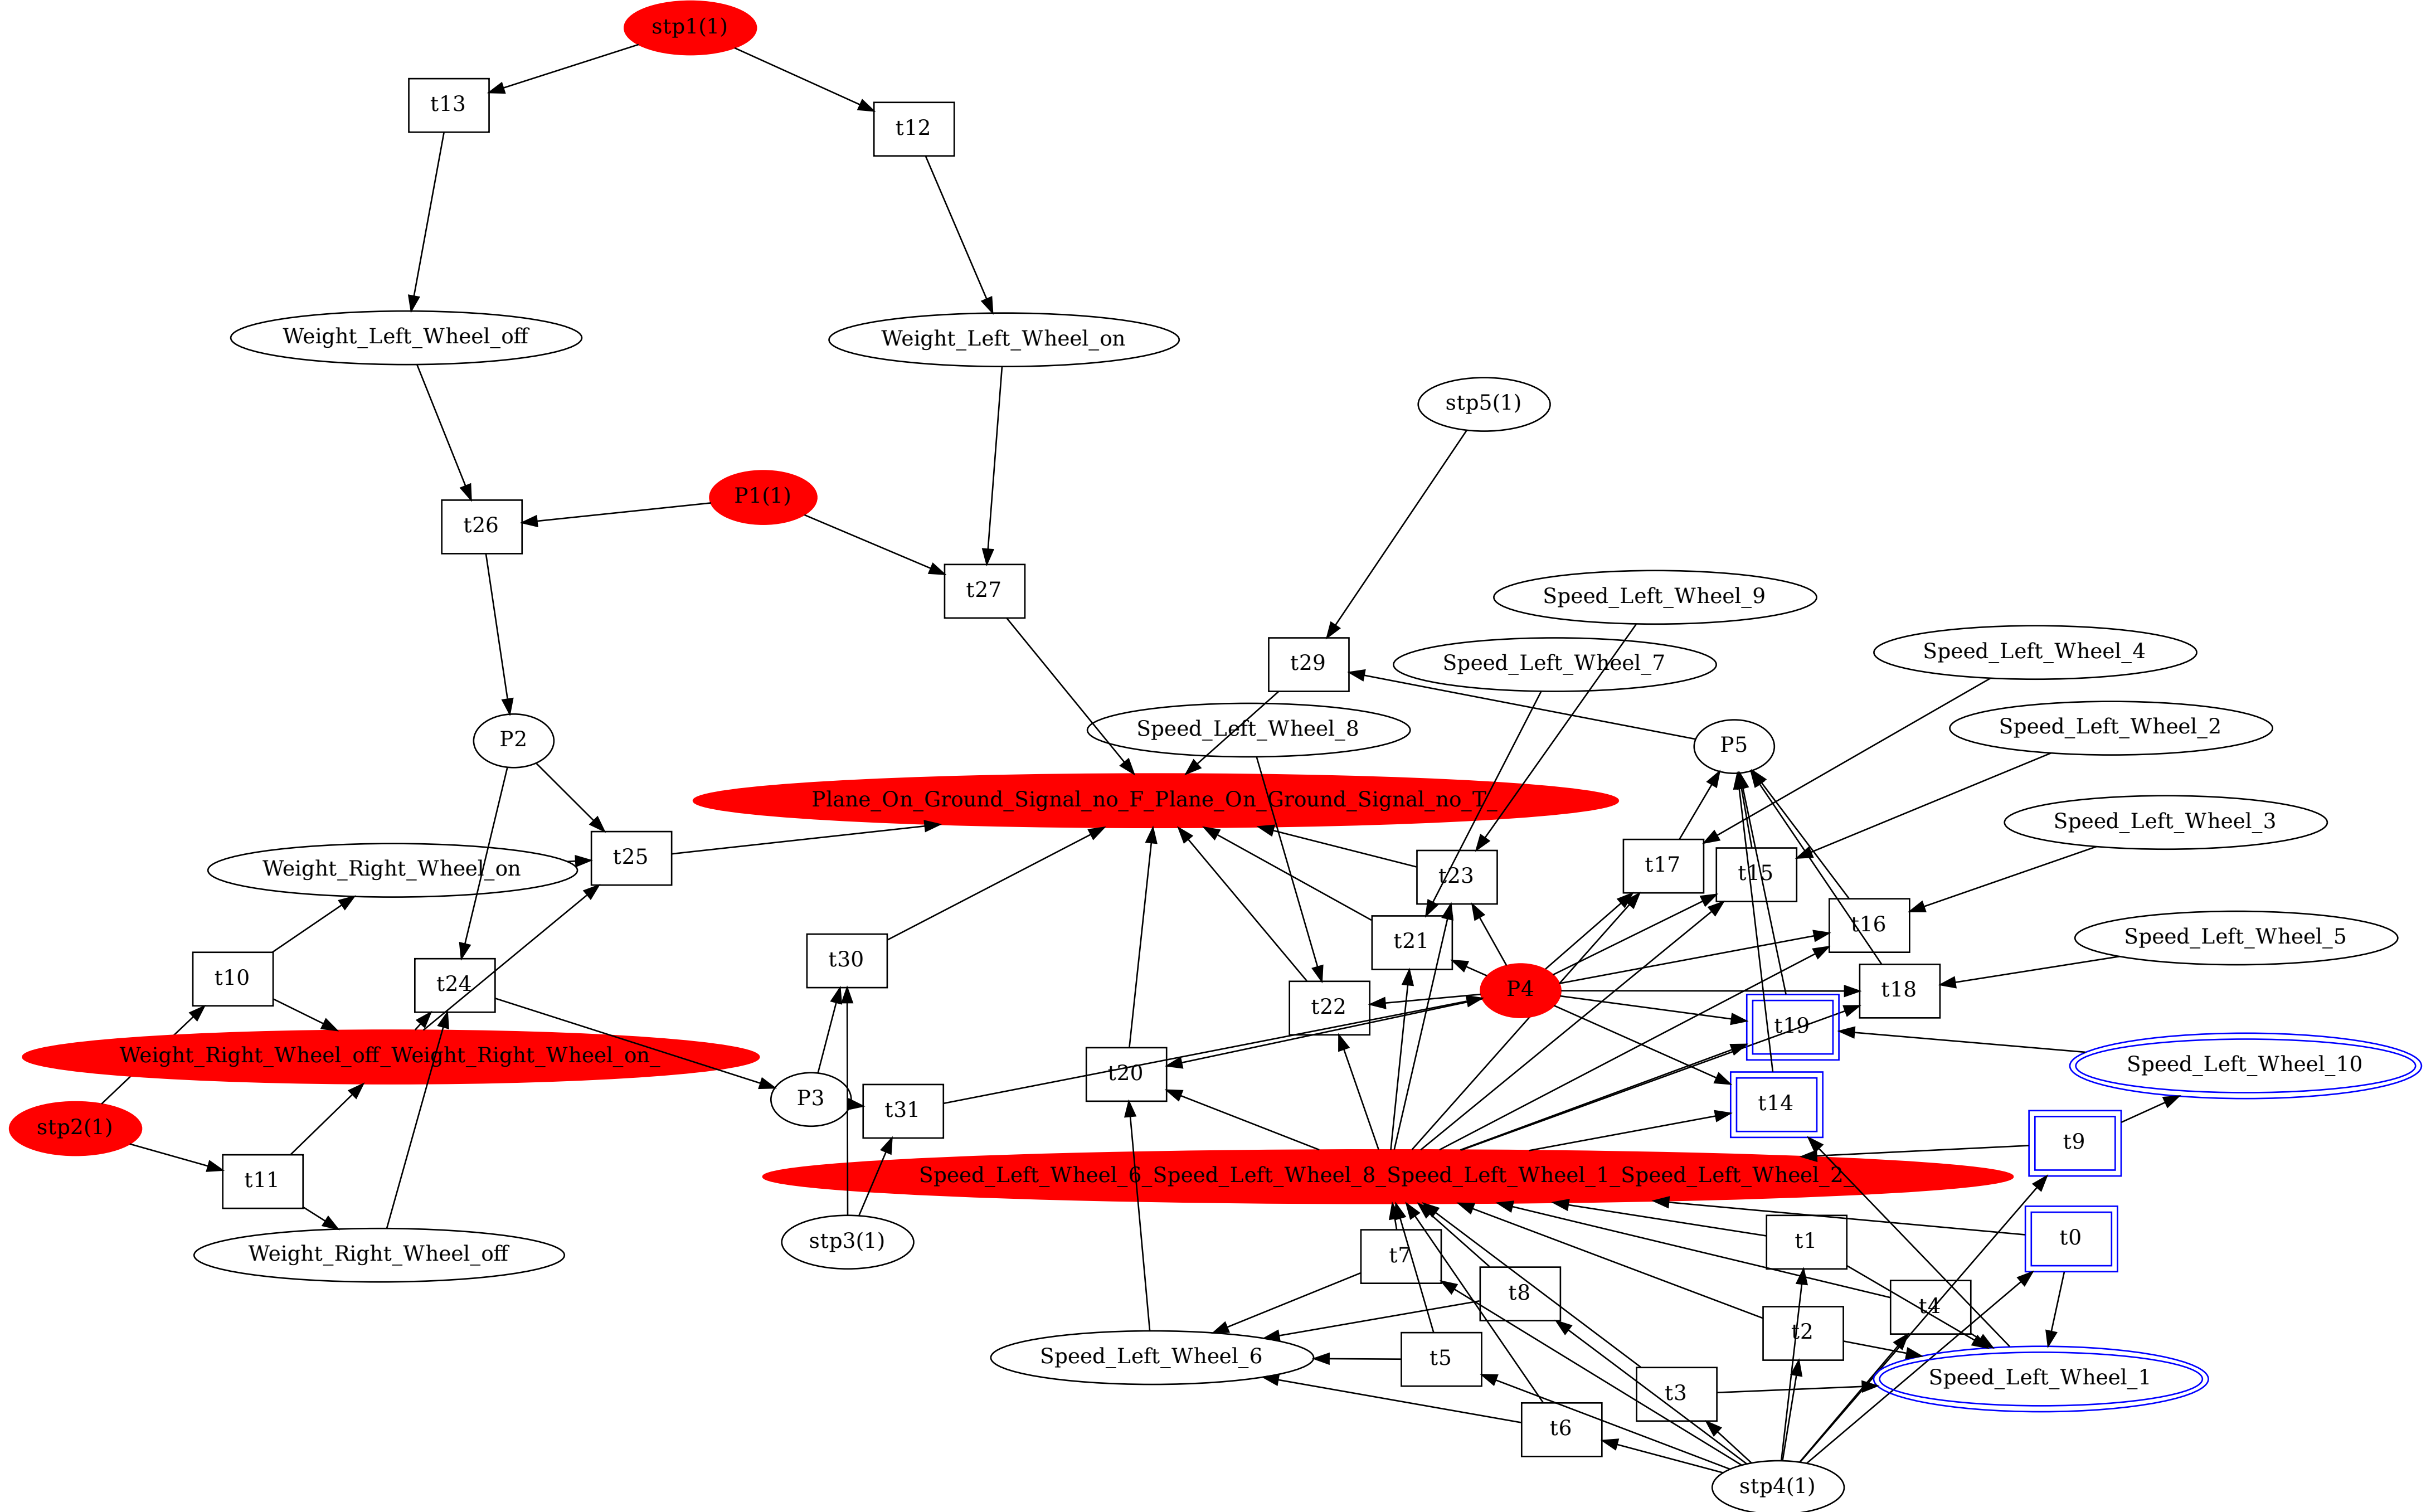 stp1(1)
t13
t12
Weight_Left_Wheel_off
Weight_Left_Wheel_on
stp5(1)
P1(1)
t26
t27
Speed_Left_Wheel_9
t29
Speed_Left_Wheel_7
Speed_Left_Wheel_4
Speed_Left_Wheel_8
Speed_Left_Wheel_2
P2
P5
Plane_On_Ground_Signal_no_F_Plane_On_Ground_Signal_no_T_
Speed_Left_Wheel_3
t25
Weight_Right_Wheel_on
t17
t15
t23
t16
Speed_Left_Wheel_5
t21
t30
t10
t24
P4
t18
t22
t19
Weight_Right_Wheel_off_Weight_Right_Wheel_on_
Speed_Left_Wheel_10
t20
P3
t31
t14
stp2(1)
t9
t11
Speed_Left_Wheel_6_Speed_Left_Wheel_8_Speed_Left_Wheel_1_Speed_Left_Wheel_2_
stp3(1)
t1
t0
Weight_Right_Wheel_off
t7
t8
t4
t2
Speed_Left_Wheel_6
t5
Speed_Left_Wheel_1
t3
t6
stp4(1)